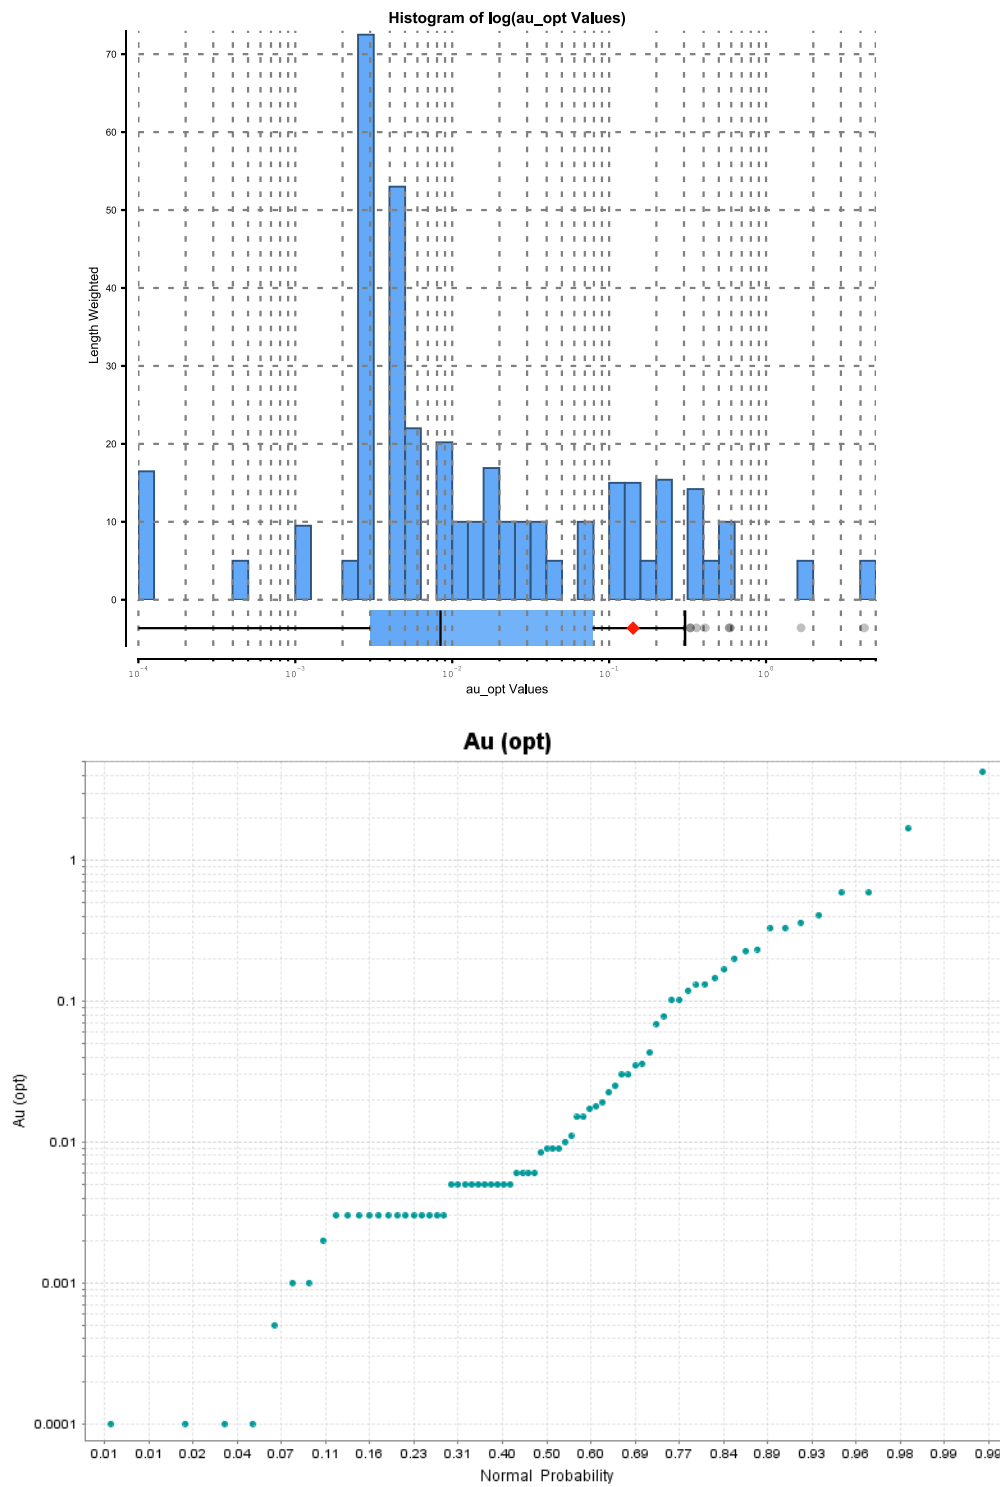 Histogram of log(au_opt Values)
70
60
50
40
30
20
10
0
Length Weighted
10⁻⁴ 10⁻³ 10⁻² 10⁻¹ 10⁰
au_opt Values
Au (opt)
1
0.1
0.01
0.001
0.0001
Au (opt)
0.01 0.01 0.02 0.04 0.07 0.11 0.16 0.23 0.31 0.40 0.50 0.60 0.69 0.77 0.84 0.89 0.93 0.96 0.98 0.99 0.99
Normal Probability